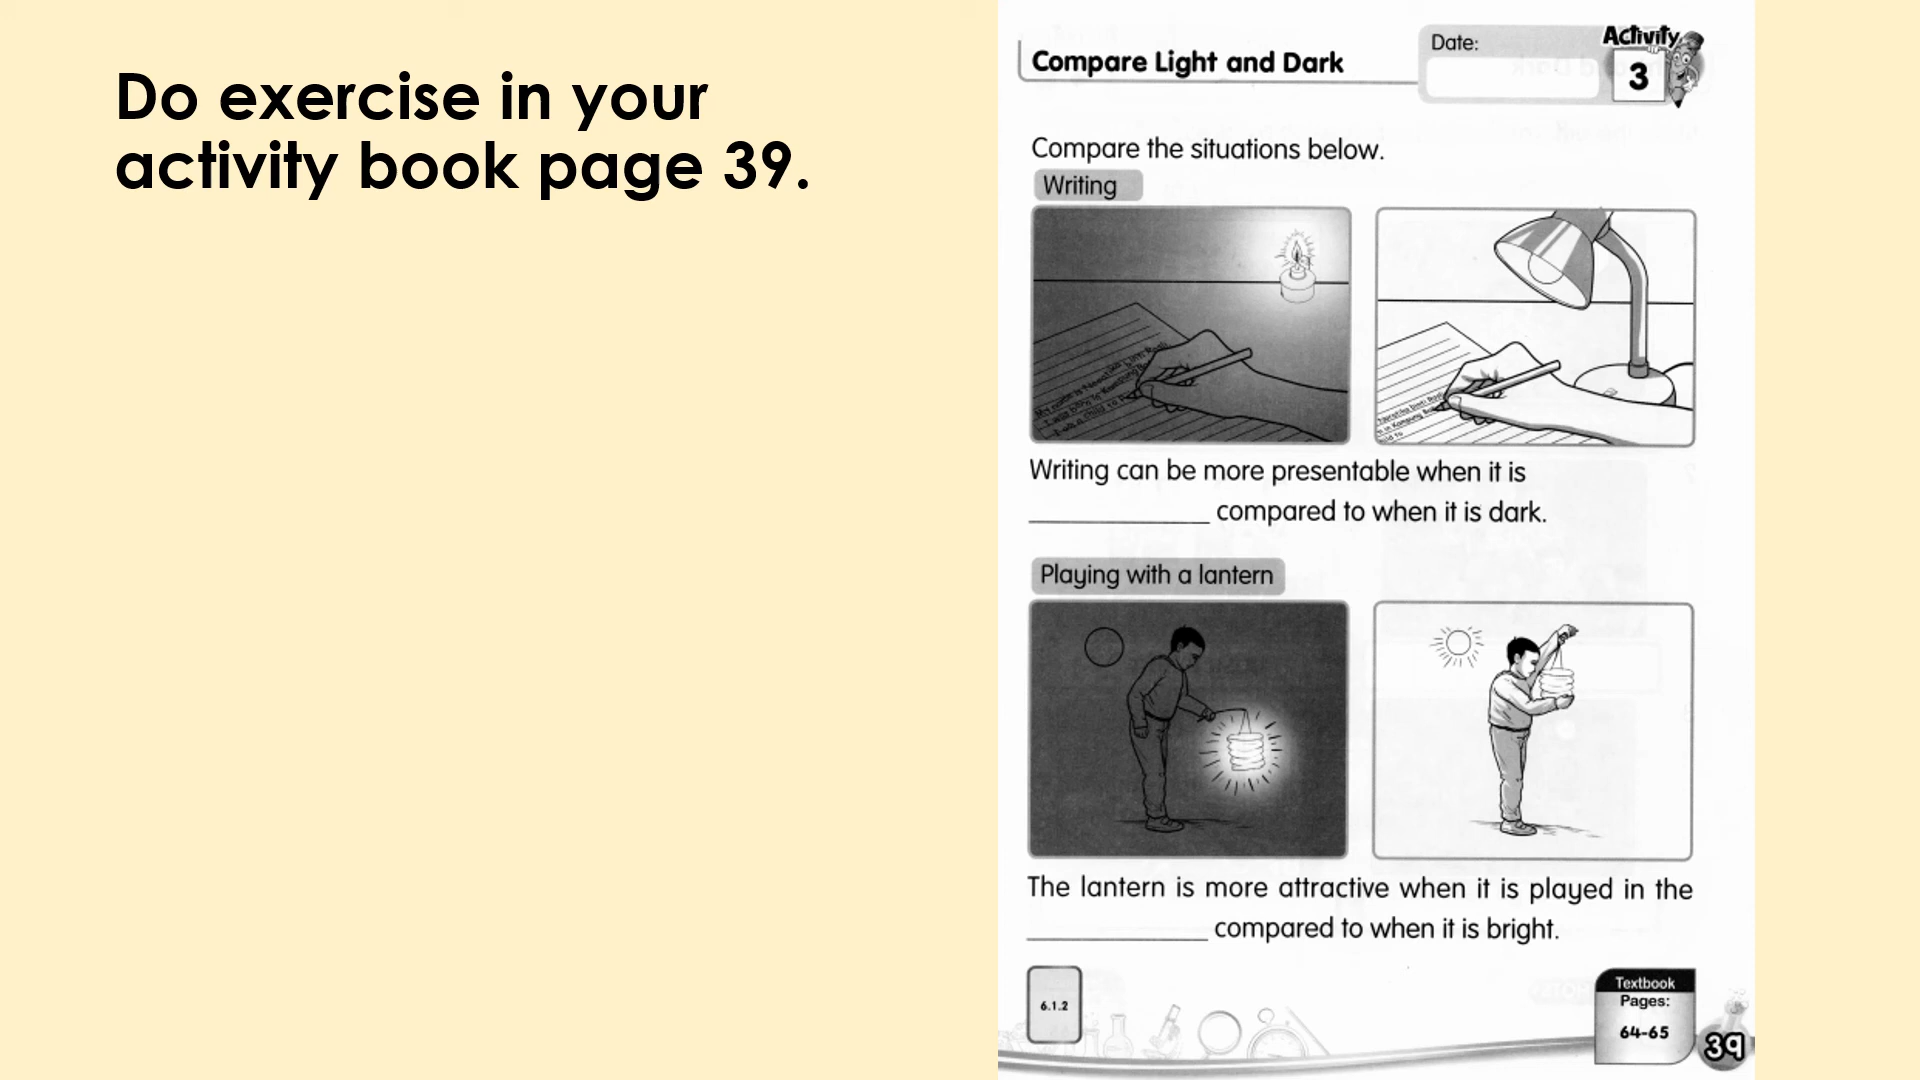 Do exercise in your
activity book page 39.
Compare Light and Dark
Date:
Activity
3
Compare the situations below.
Writing
Writing can be more presentable when it is
____________ compared to when it is dark.
Playing with a lantern
The lantern is more attractive when it is played in the
____________ compared to when it is bright.
6.1.2
Textbook
Pages:
64-65
39